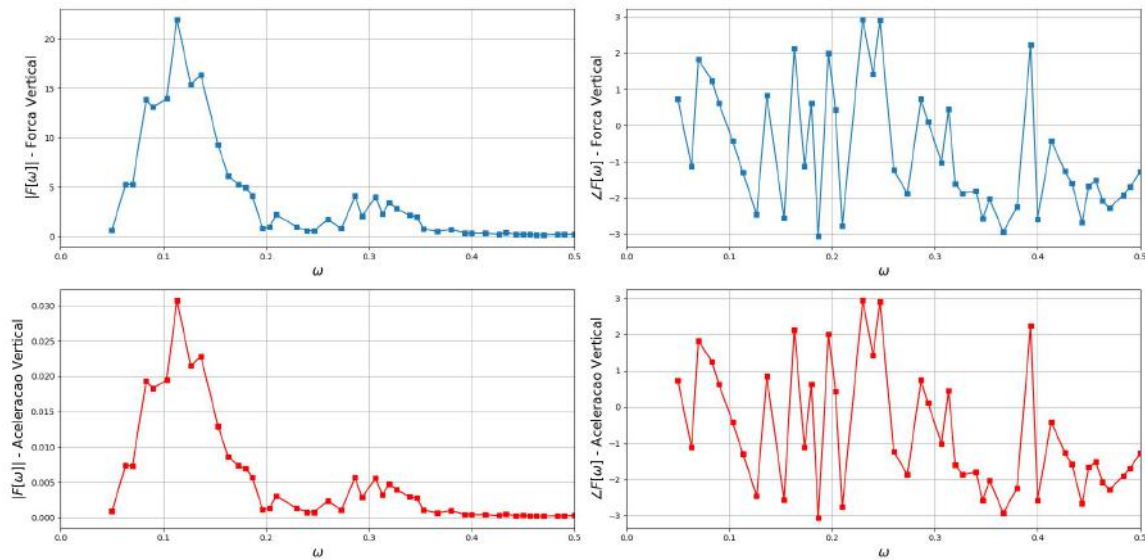 |F[ω]| - Forca Vertical
20
15
10
5
0
0.0 0.1 0.2 0.3 0.4 0.5
ω
∠F[ω] - Forca Vertical
3
2
1
0
−1
−2
−3
0.0 0.1 0.2 0.3 0.4 0.5
ω
|F[ω]| - Aceleracao Vertical
0.030
0.025
0.020
0.015
0.010
0.005
0.000
0.0 0.1 0.2 0.3 0.4 0.5
ω
∠F[ω] - Aceleracao Vertical
3
2
1
0
−1
−2
−3
0.0 0.1 0.2 0.3 0.4 0.5
ω